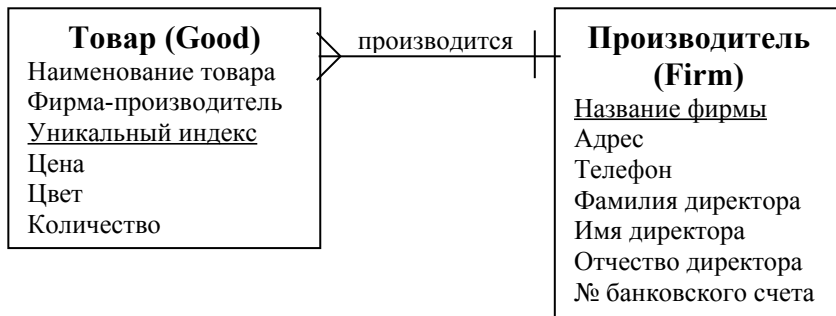 Товар (Good)
Наименование товара
Фирма-производитель
Уникальный индекс
Цена
Цвет
Количество
производится
Производитель
(Firm)
Название фирмы
Адрес
Телефон
Фамилия директора
Имя директора
Отчество директора
№ банковского счета